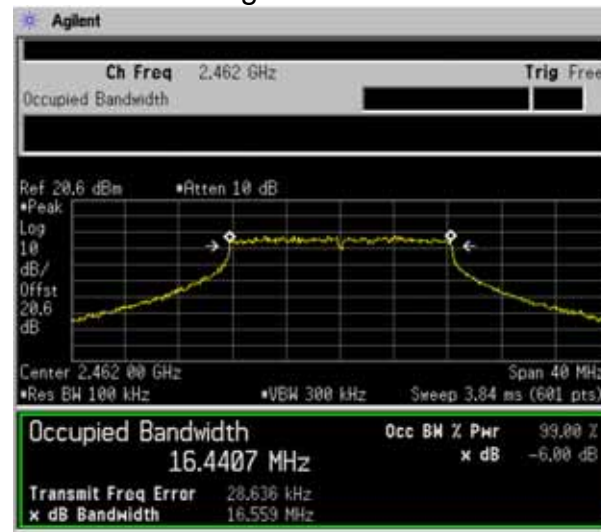 Agilent
Ch Freq 2.462 GHz Trig Free
Occupied Bandwidth
Ref 20.6 dBm •Atten 10 dB
•Peak
Log
10
dB/
Offst
20.6
dB
Center 2.462 00 GHz Span 40 MHz
•Res BW 100 kHz •VBW 300 kHz Sweep 3.84 ms (601 pts)
Occupied Bandwidth Occ BW % Pwr 99.00 %
16.4407 MHz x dB -6.00 dB
Transmit Freq Error 28.636 kHz
x dB Bandwidth 16.559 MHz